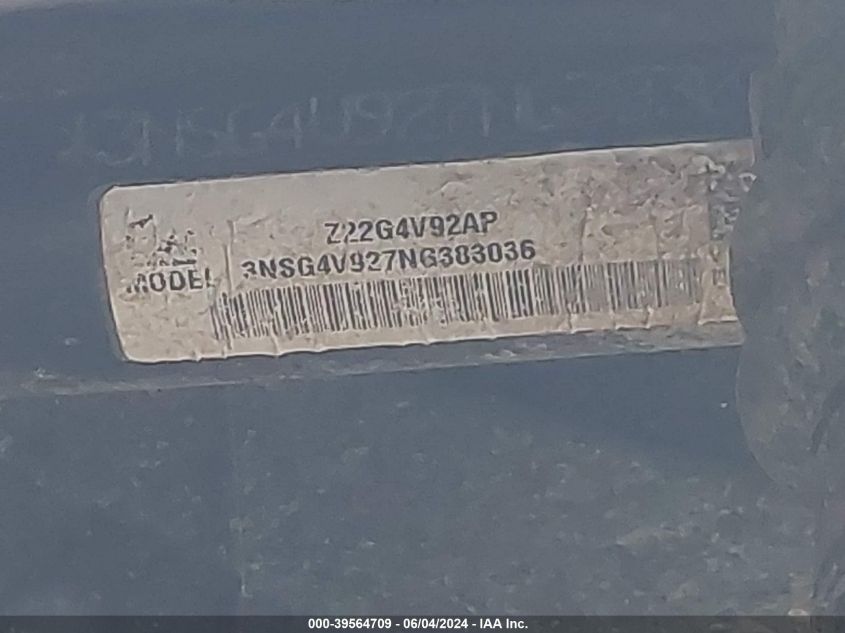 Z22G4V92AP
MODEL 3NSG4V927NG383036
000-39564709 - 06/04/2024 - IAA Inc.